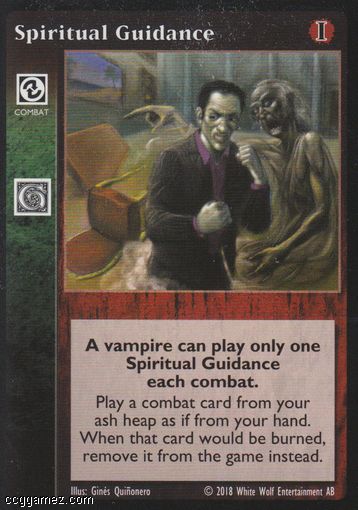 Spiritual Guidance
I
COMBAT
A vampire can play only one
Spiritual Guidance
each combat.
Play a combat card from your
ash heap as if from your hand.
When that card would be burned,
remove it from the game instead.
Illus: Ginés Quiñonero © 2018 White Wolf Entertainment AB
ccggamez.com